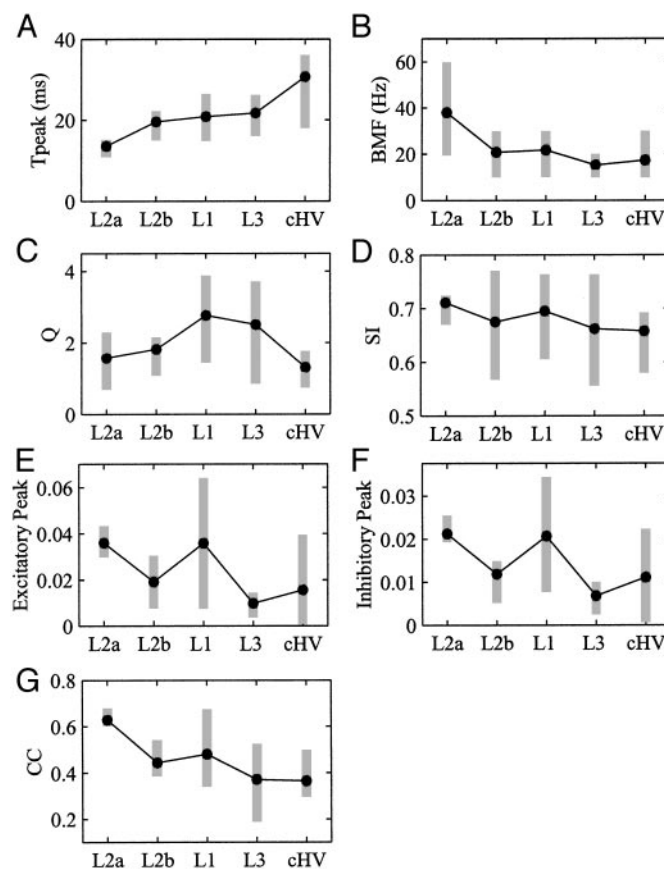 A
B
40
20
0
Tpeak (ms)
L2a L2b L1 L3 cHV
60
40
20
0
BMF (Hz)
L2a L2b L1 L3 cHV
C
D
4
2
0
Q
L2a L2b L1 L3 cHV
0.8
0.7
0.6
0.5
SI
L2a L2b L1 L3 cHV
E
F
0.06
0.04
0.02
0
Excitatory Peak
L2a L2b L1 L3 cHV
0.03
0.02
0.01
0
Inhibitory Peak
L2a L2b L1 L3 cHV
G
0.8
0.6
0.4
0.2
CC
L2a L2b L1 L3 cHV